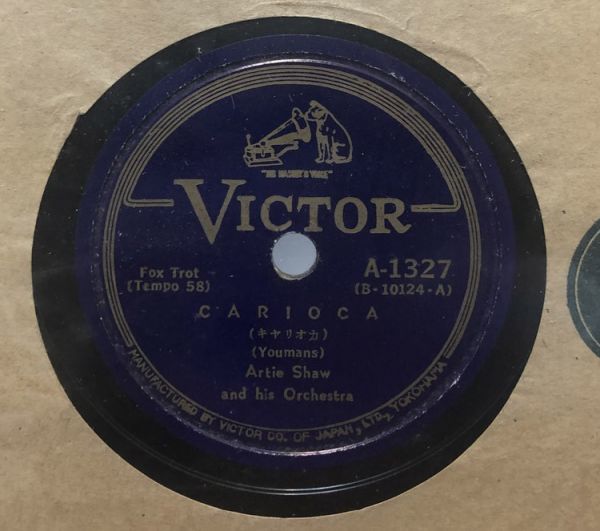 "HIS MASTER'S VOICE"
VICTOR
Fox Trot
(Tempo 58)
A-1327
(B-10124-A)
CARIOCA
(キヤリオカ)
(Youmans)
Artie Shaw
and his Orchestra
MANUFACTURED BY VICTOR CO. OF JAPAN, LTD., YOKOHAMA